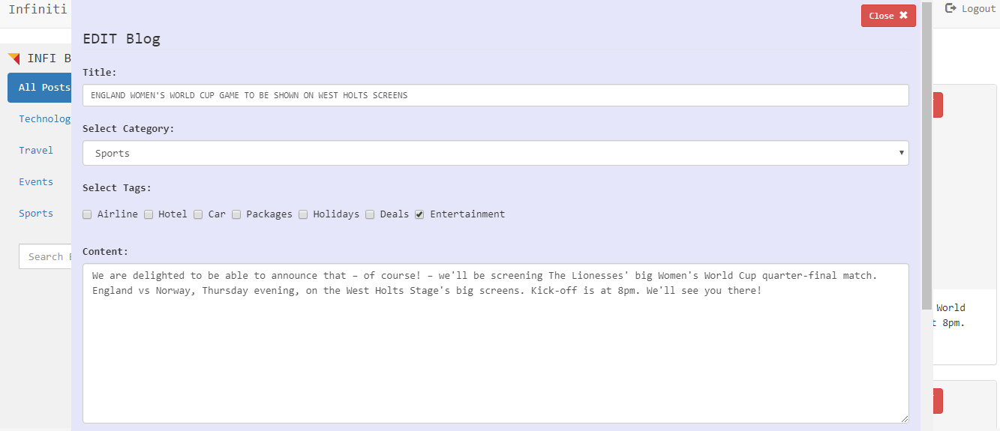 Infiniti
Close ✖
Logout
EDIT Blog
INFI B
All Posts
Technolog
Travel
Events
Sports
Search
Title:
ENGLAND WOMEN'S WORLD CUP GAME TO BE SHOWN ON WEST HOLTS SCREENS
Select Category:
Sports
Select Tags:
Airline Hotel Car Packages Holidays Deals Entertainment
Content:
We are delighted to be able to announce that – of course! – we'll be screening The Lionesses' big Women's World Cup quarter-final match.
England vs Norway, Thursday evening, on the West Holts Stage's big screens. Kick-off is at 8pm. We'll see you there!
World
t 8pm.